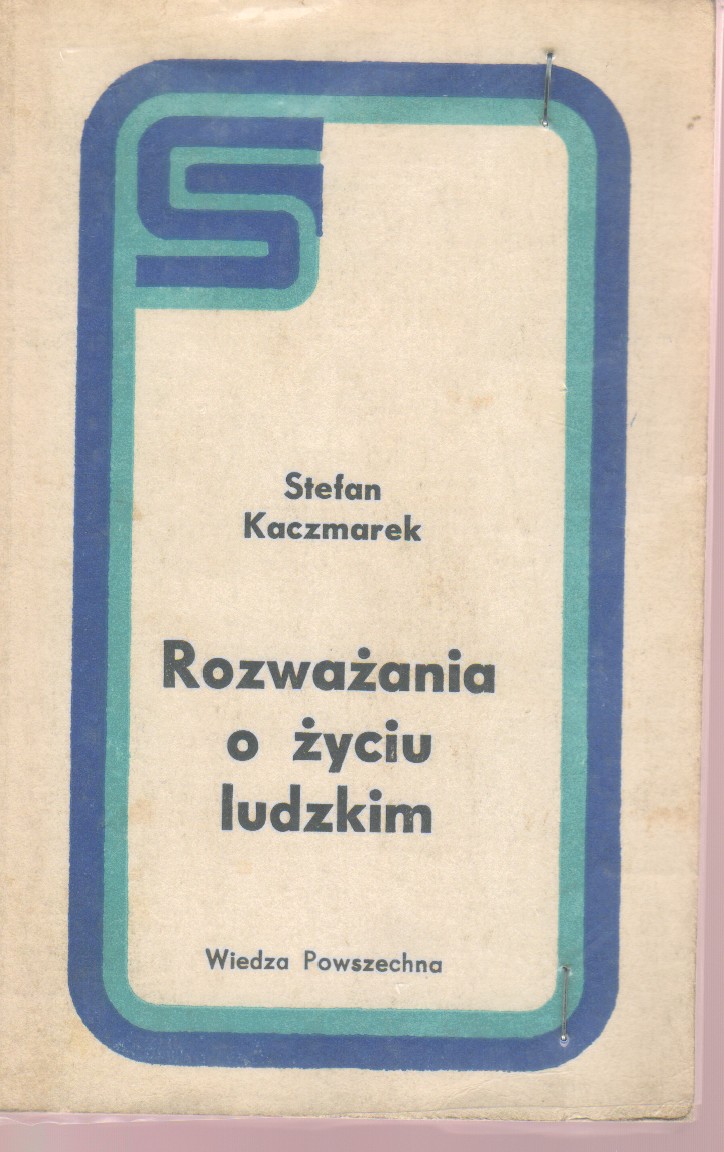 Stefan
Kaczmarek
Rozważania
o życiu
ludzkim
Wiedza Powszechna